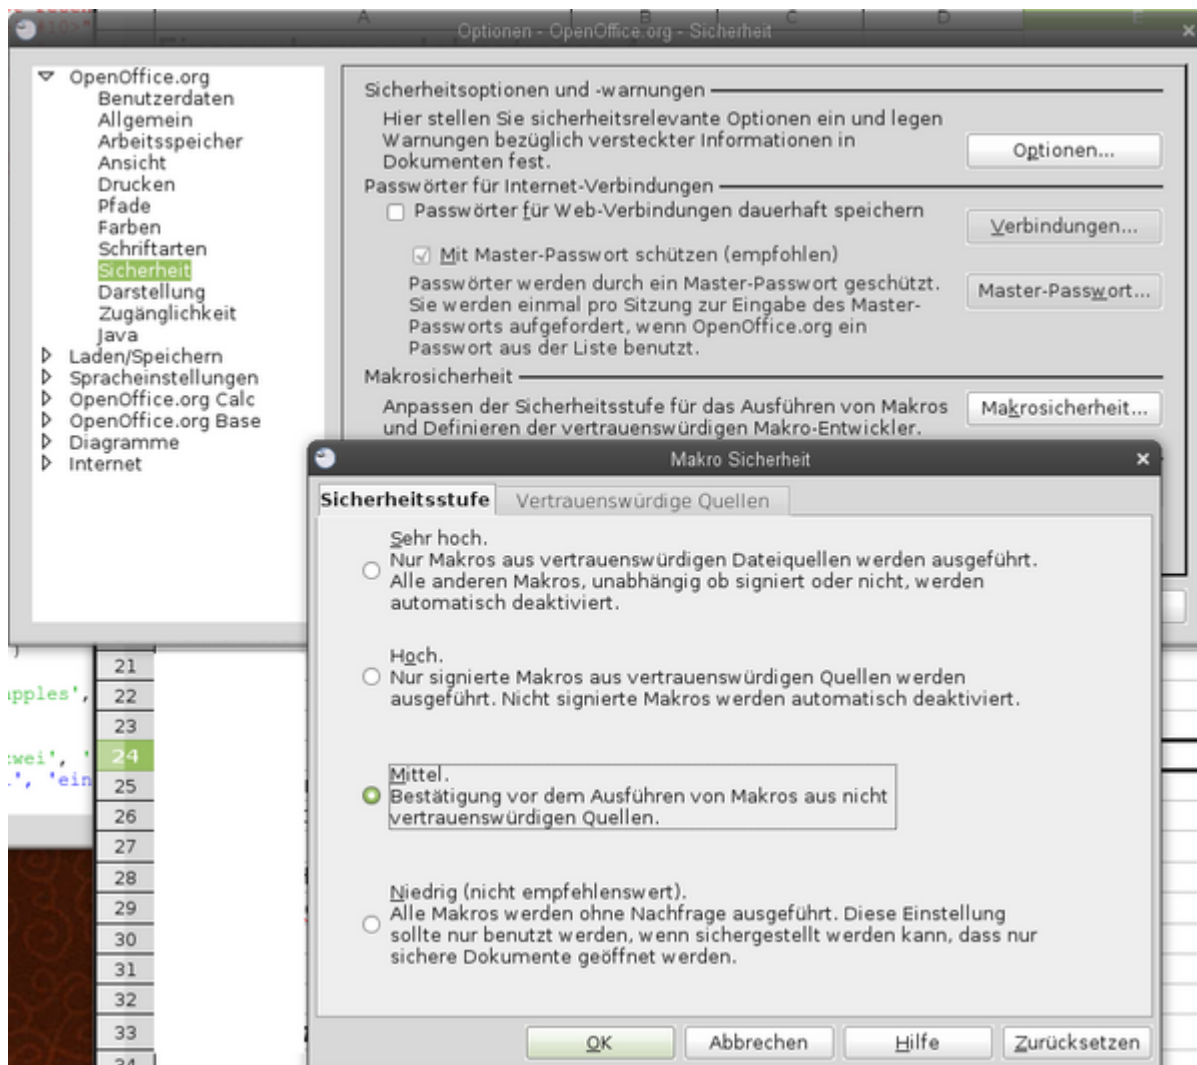 A B C D E
Optionen - OpenOffice.org - Sicherheit
OpenOffice.org
Benutzerdaten
Allgemein
Arbeitsspeicher
Ansicht
Drucken
Pfade
Farben
Schriftarten
Sicherheit
Darstellung
Zugänglichkeit
Java
Laden/Speichern
Spracheinstellungen
OpenOffice.org Calc
OpenOffice.org Base
Diagramme
Internet
Sicherheitsoptionen und -warnungen
Hier stellen Sie sicherheitsrelevante Optionen ein und legen
Warnungen bezüglich versteckter Informationen in
Dokumenten fest.
Optionen...
Passwörter für Internet-Verbindungen
Passwörter für Web-Verbindungen dauerhaft speichern
Verbindungen...
Mit Master-Passwort schützen (empfohlen)
Passwörter werden durch ein Master-Passwort geschützt.
Sie werden einmal pro Sitzung zur Eingabe des Master-
Passworts aufgefordert, wenn OpenOffice.org ein
Passwort aus der Liste benutzt.
Master-Passwort...
Makrosicherheit
Anpassen der Sicherheitsstufe für das Ausführen von Makros
und Definieren der vertrauenswürdigen Makro-Entwickler.
Makrosicherheit...
Makro Sicherheit
Sicherheitsstufe
Vertrauenswürdige Quellen
Sehr hoch.
Nur Makros aus vertrauenswürdigen Dateiquellen werden ausgeführt.
Alle anderen Makros, unabhängig ob signiert oder nicht, werden
automatisch deaktiviert.
Hoch.
Nur signierte Makros aus vertrauenswürdigen Quellen werden
ausgeführt. Nicht signierte Makros werden automatisch deaktiviert.
Mittel.
Bestätigung vor dem Ausführen von Makros aus nicht
vertrauenswürdigen Quellen.
Niedrig (nicht empfehlenswert).
Alle Makros werden ohne Nachfrage ausgeführt. Diese Einstellung
sollte nur benutzt werden, wenn sichergestellt werden kann, dass nur
sichere Dokumente geöffnet werden.
OK
Abbrechen
Hilfe
Zurücksetzen
apples',
zwei', '
', 'ein
21
22
23
24
25
26
27
28
29
30
31
32
33
34